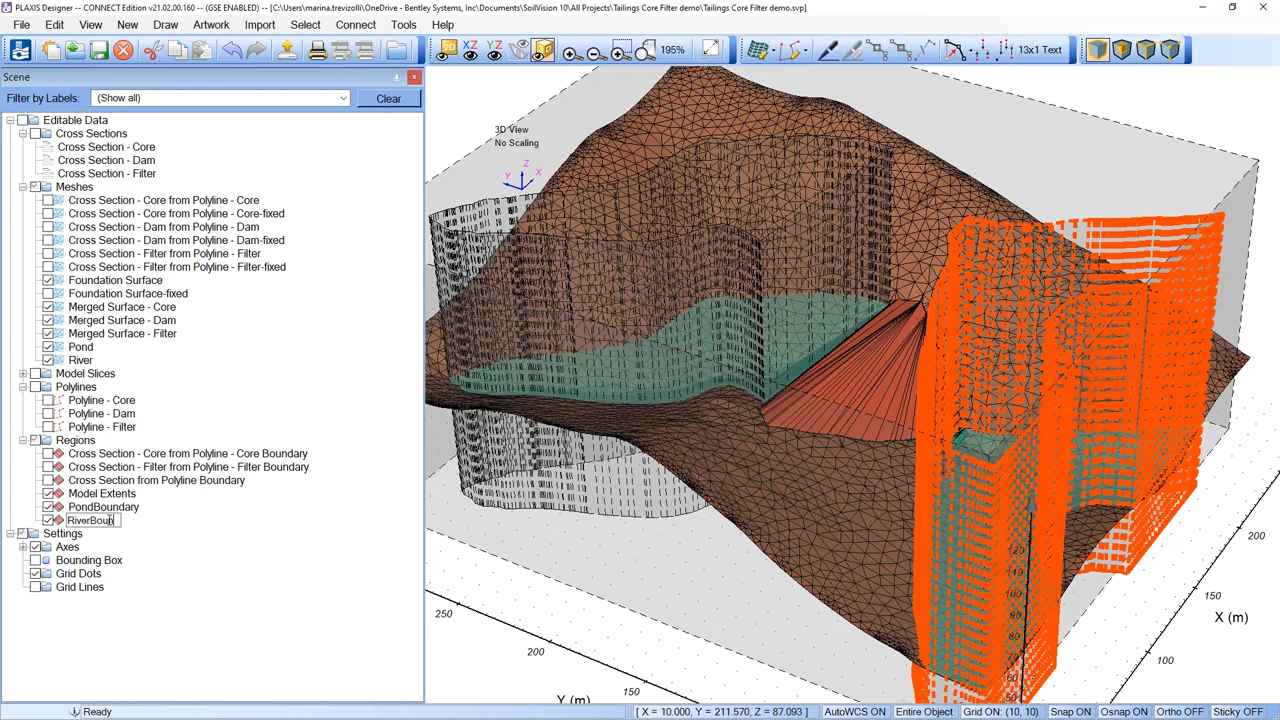 PLAXIS Designer - CONNECT Edition v21.02.00.160 -- (GSE ENABLED) -- [C:\Users\marina.trevizolli\OneDrive - Bentley Systems, Inc\Documents\SoilVision 10\All Projects\Tailings Core Filter demo\Tailings Core Filter demo.svp]
File Edit View New Draw Artwork Import Select Connect Tools Help
2D XZ YZ 195% 13x1 Text
Scene
Filter by Labels: (Show all) Clear
Editable Data
Cross Sections
Cross Section - Core
Cross Section - Dam
Cross Section - Filter
Meshes
Cross Section - Core from Polyline - Core
Cross Section - Core from Polyline - Core-fixed
Cross Section - Dam from Polyline - Dam
Cross Section - Dam from Polyline - Dam-fixed
Cross Section - Filter from Polyline - Filter
Cross Section - Filter from Polyline - Filter-fixed
Foundation Surface
Foundation Surface-fixed
Merged Surface - Core
Merged Surface - Dam
Merged Surface - Filter
Pond
River
Model Slices
Polylines
Polyline - Core
Polyline - Dam
Polyline - Filter
Regions
Cross Section - Core from Polyline - Core Boundary
Cross Section - Filter from Polyline - Filter Boundary
Cross Section from Polyline Boundary
Model Extents
PondBoundary
RiverBoun
Settings
Axes
Bounding Box
Grid Dots
Grid Lines
3D View
No Scaling
Z
Y X
120
100
90
80
70
60
50
250
200
150
Y (m)
100
150
200
X (m)
Ready
[ X = 10.000, Y = 211.570, Z = 87.093 ] AutoWCS ON Entire Object Grid ON: (10, 10) Snap ON Osnap ON Ortho OFF Sticky OFF